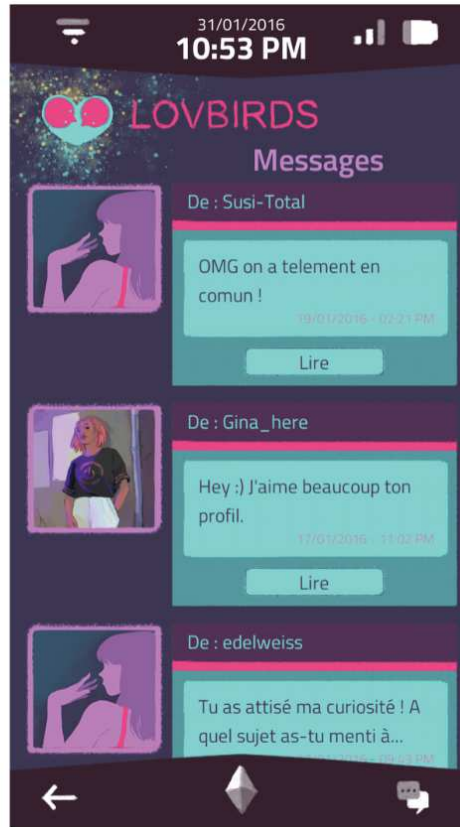 31/01/2016
10:53 PM
LOVBIRDS
Messages
De : Susi-Total
OMG on a telement en
comun !
19/01/2016 - 02:21 PM
Lire
De : Gina_here
Hey :) J'aime beaucoup ton
profil.
17/01/2016 - 11:02 PM
Lire
De : edelweiss
Tu as attisé ma curiosité ! A
quel sujet as-tu menti à...